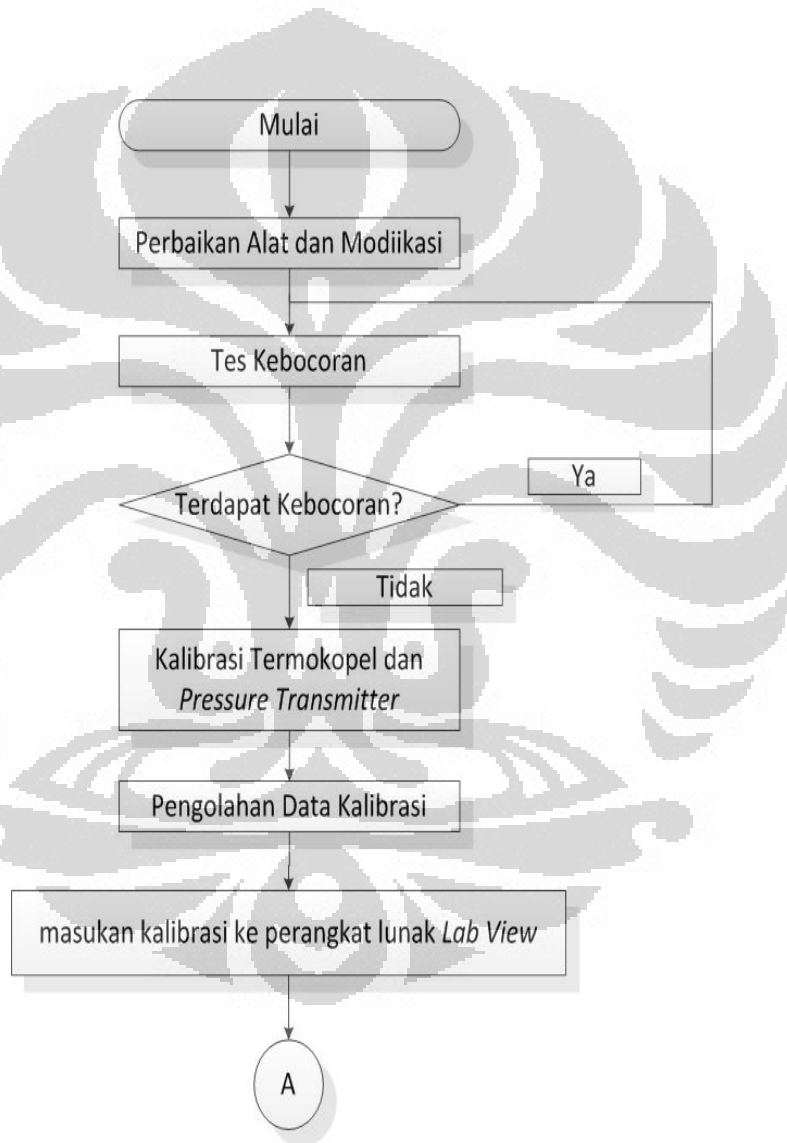 Mulai
Perbaikan Alat dan Modiikasi
Tes Kebocoran
Terdapat Kebocoran?
Ya
Tidak
Kalibrasi Termokopel dan
Pressure Transmitter
Pengolahan Data Kalibrasi
masukan kalibrasi ke perangkat lunak Lab View
A